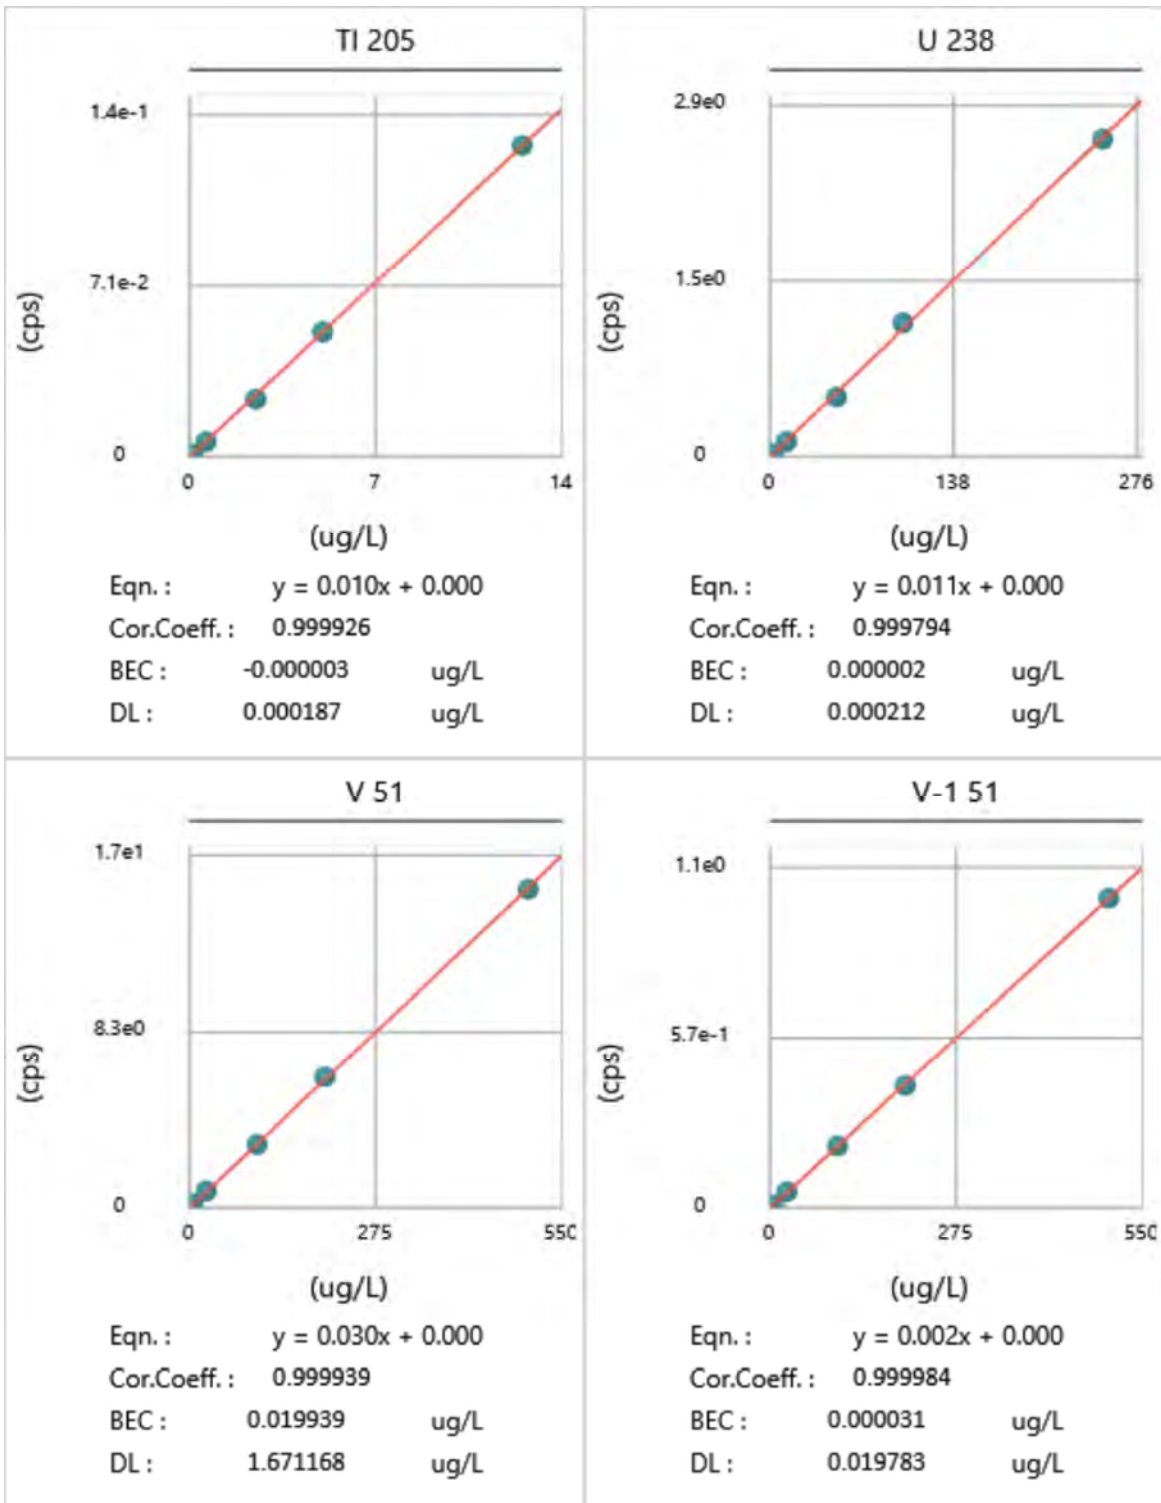 Tl 205
1.4e-1
7.1e-2
0
(cps)
0 7 14
(ug/L)
Eqn. : y = 0.010x + 0.000
Cor.Coeff. : 0.999926
BEC : -0.000003 ug/L
DL : 0.000187 ug/L
U 238
2.9e0
1.5e0
0
(cps)
0 138 276
(ug/L)
Eqn. : y = 0.011x + 0.000
Cor.Coeff. : 0.999794
BEC : 0.000002 ug/L
DL : 0.000212 ug/L
V 51
1.7e1
8.3e0
0
(cps)
0 275 550
(ug/L)
Eqn. : y = 0.030x + 0.000
Cor.Coeff. : 0.999939
BEC : 0.019939 ug/L
DL : 1.671168 ug/L
V-1 51
1.1e0
5.7e-1
0
(cps)
0 275 550
(ug/L)
Eqn. : y = 0.002x + 0.000
Cor.Coeff. : 0.999984
BEC : 0.000031 ug/L
DL : 0.019783 ug/L